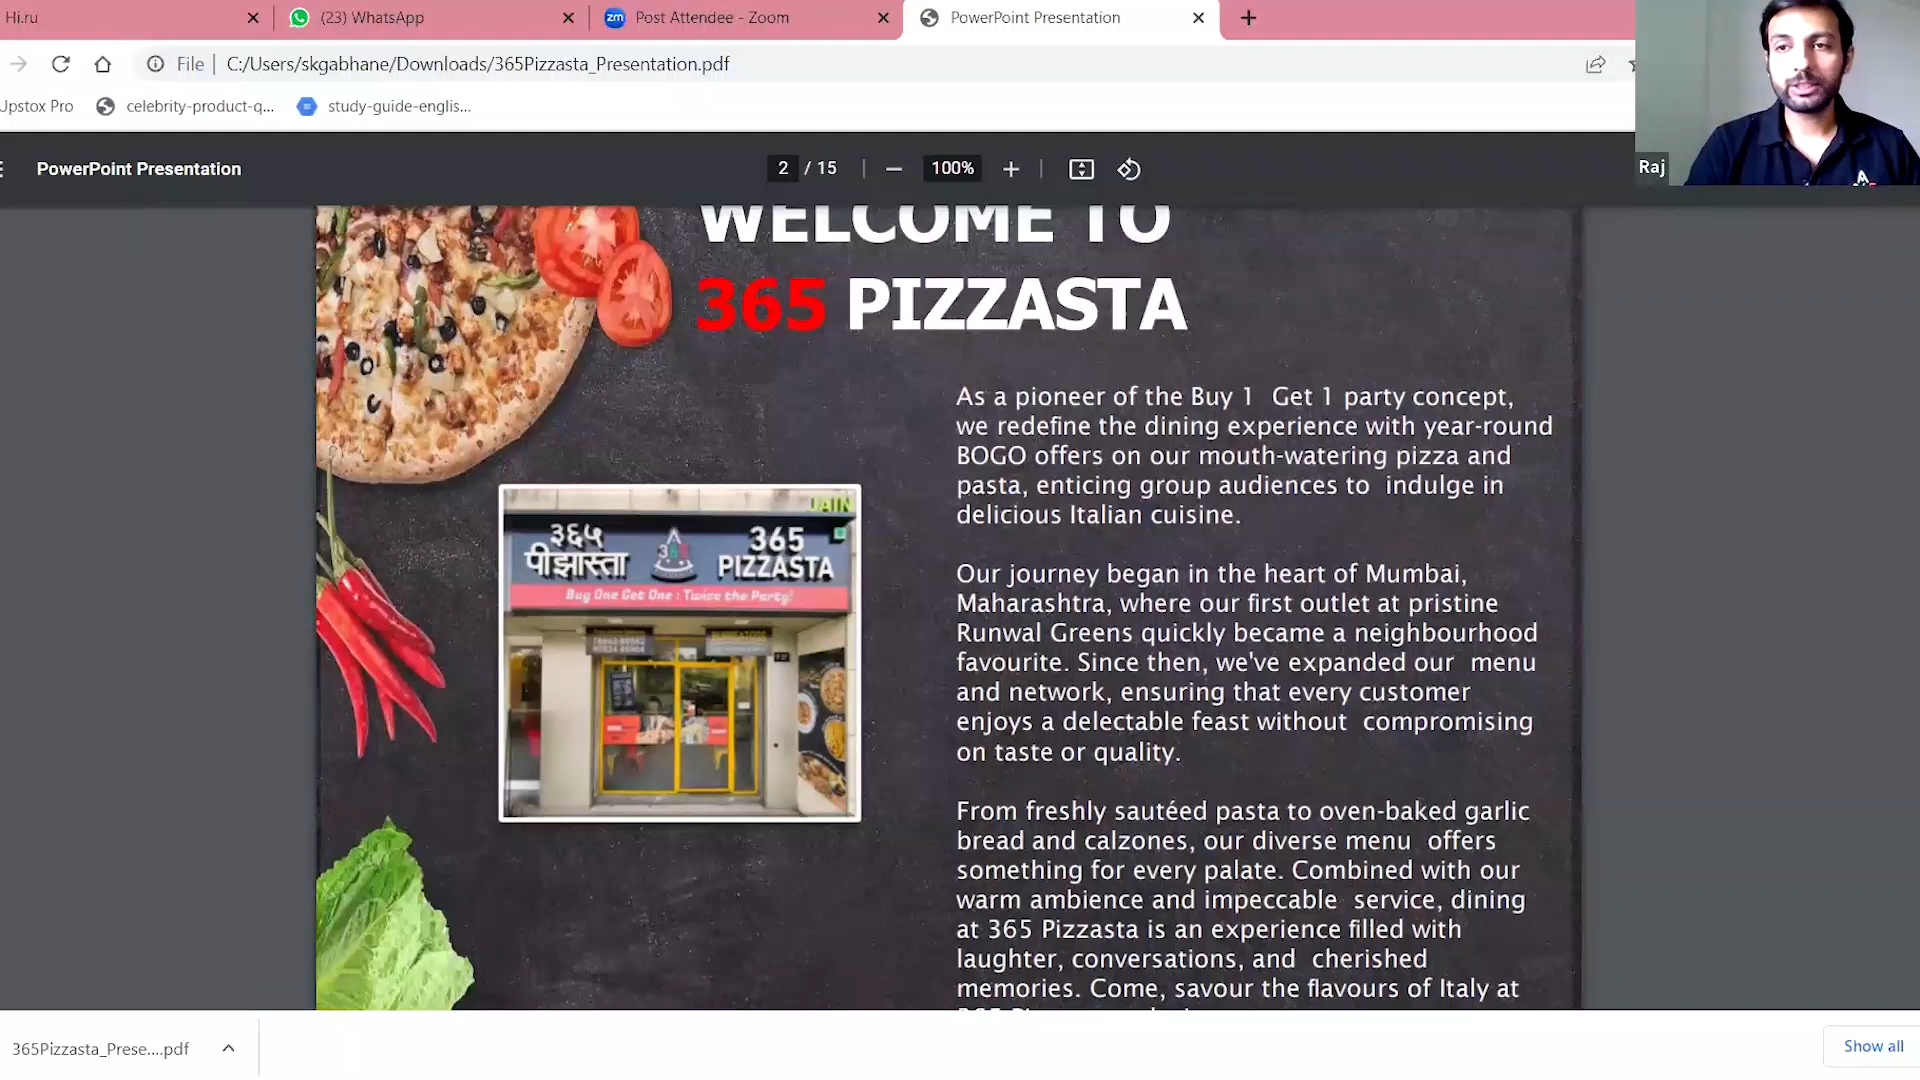 Hi.ru
(23) WhatsApp
zm Post Attendee - Zoom
PowerPoint Presentation
File
C:/Users/skgabhane/Downloads/365Pizzasta_Presentation.pdf
Upstox Pro
celebrity-product-q...
study-guide-englis...
PowerPoint Presentation
2 / 15
100%
Raj
WELCOME TO
365 PIZZASTA
JAIN
३६५
पीझास्ता
365
365
PIZZASTA
Buy One Get One : Twice the Party!
As a pioneer of the Buy 1 Get 1 party concept,
we redefine the dining experience with year-round
BOGO offers on our mouth-watering pizza and
pasta, enticing group audiences to indulge in
delicious Italian cuisine.
Our journey began in the heart of Mumbai,
Maharashtra, where our first outlet at pristine
Runwal Greens quickly became a neighbourhood
favourite. Since then, we've expanded our menu
and network, ensuring that every customer
enjoys a delectable feast without compromising
on taste or quality.
From freshly sautéed pasta to oven-baked garlic
bread and calzones, our diverse menu offers
something for every palate. Combined with our
warm ambience and impeccable service, dining
at 365 Pizzasta is an experience filled with
laughter, conversations, and cherished
memories. Come, savour the flavours of Italy at
365Pizzasta_Prese....pdf
Show all